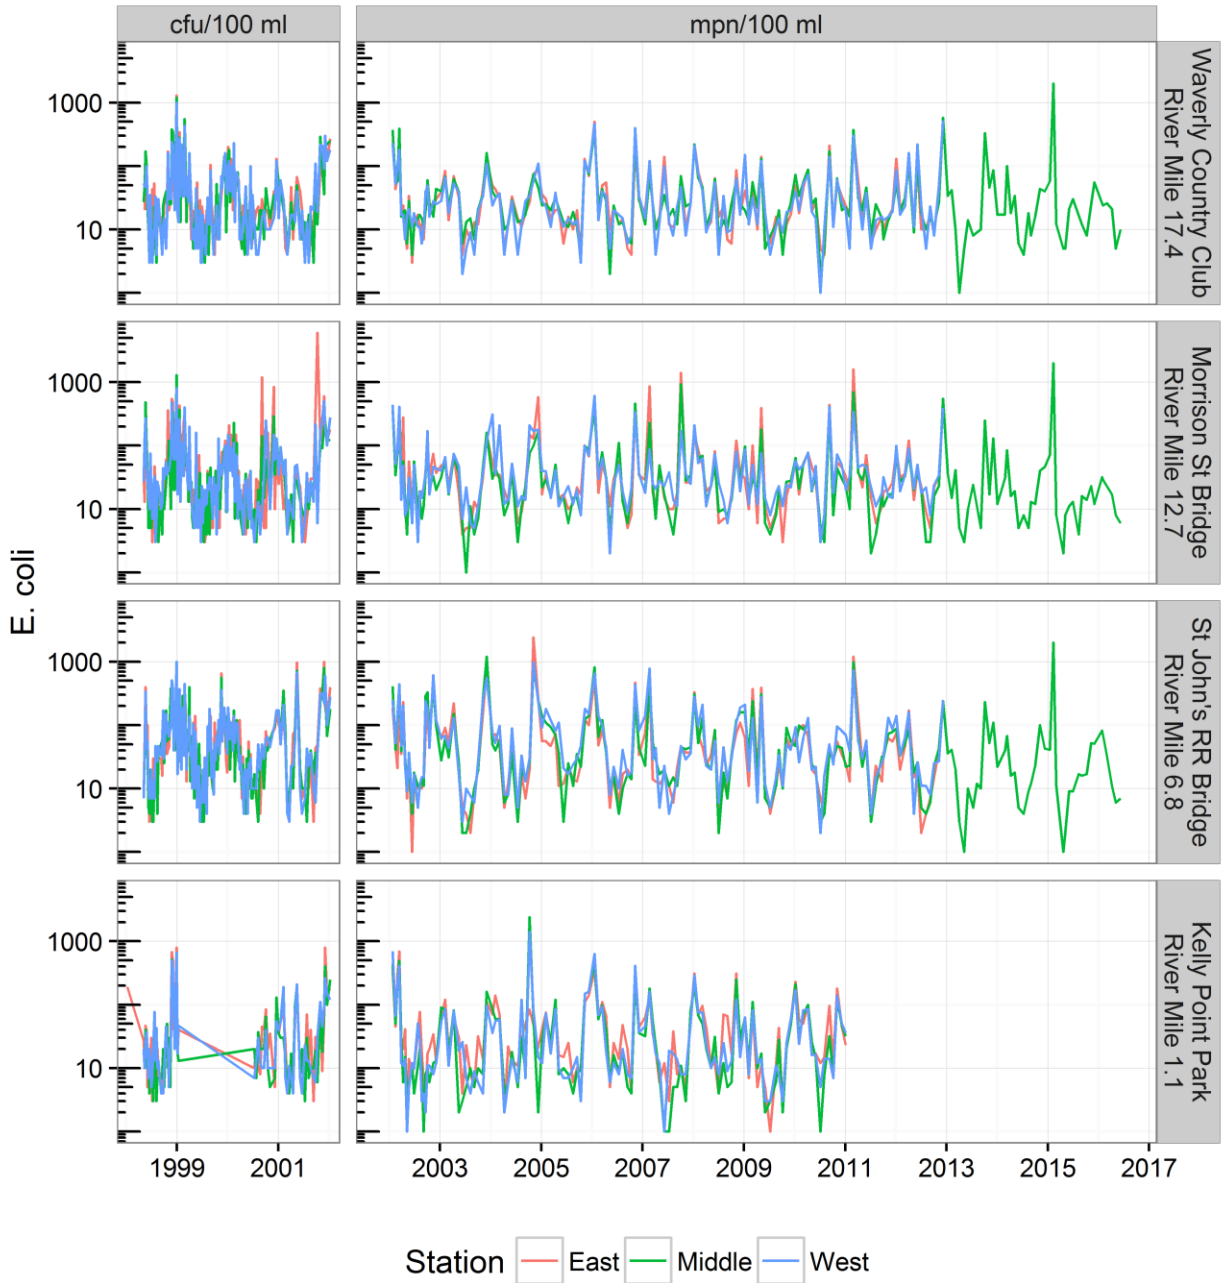 cfu/100 ml
mpn/100 ml
E. coli
1000
10
Waverly Country Club
River Mile 17.4
1000
10
Morrison St Bridge
River Mile 12.7
1000
10
St John's RR Bridge
River Mile 6.8
1000
10
Kelly Point Park
River Mile 1.1
1999 2001 2003 2005 2007 2009 2011 2013 2015 2017
Station East Middle West